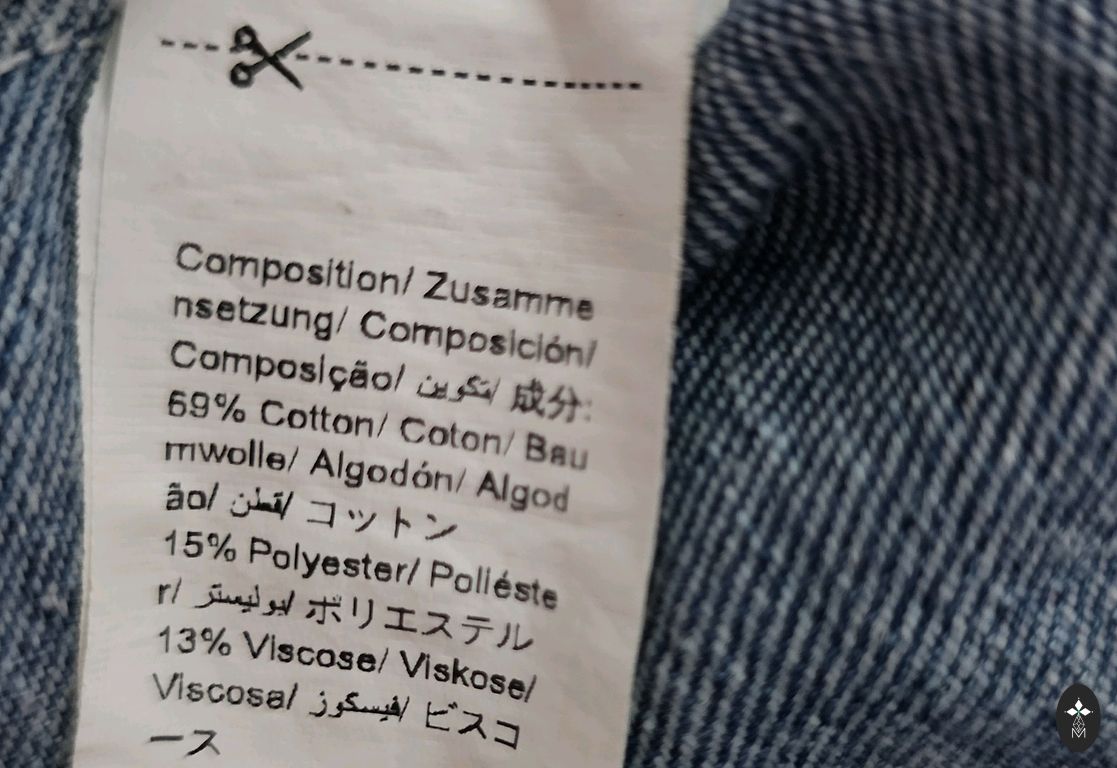 Composition/ Zusamme
nsetzung/ Composición/
Composição/ تكوين/ 成分:
69% Cotton/ Coton/ Bau
mwolle/ Algodón/ Algod
ão/ قطن/ コットン
15% Polyester/ Poliéste
r/ بوليستر/ ポリエステル
13% Viscose/ Viskose/
Viscosa/ فيسكوز/ ビスコ
ース
M